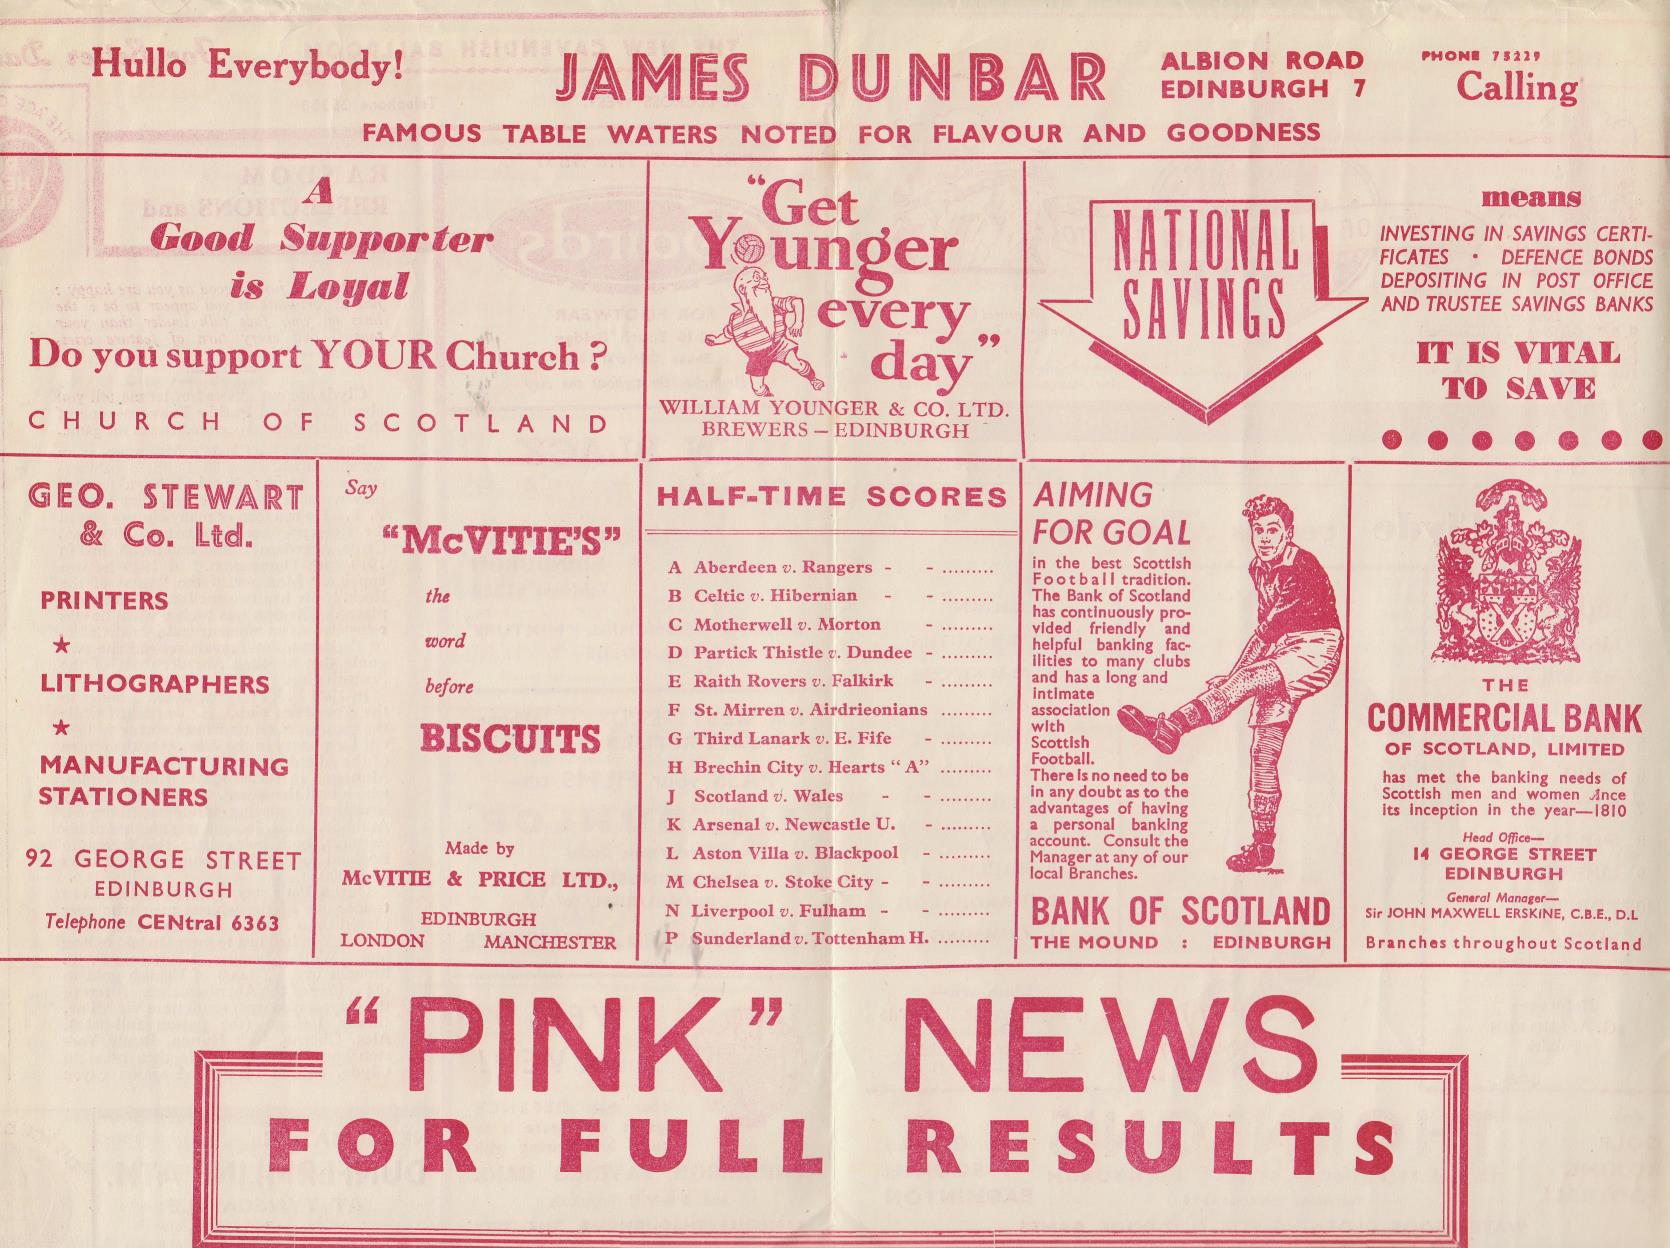 Hullo Everybody!
JAMES DUNBAR
ALBION ROAD
EDINBURGH 7
PHONE 75229
Calling
FAMOUS TABLE WATERS NOTED FOR FLAVOUR AND GOODNESS
A
Good Supporter
is Loyal
Do you support YOUR Church?
CHURCH OF SCOTLAND
"Get
Younger
every
day"
WILLIAM YOUNGER & CO. LTD.
BREWERS – EDINBURGH
NATIONAL
SAVINGS
means
INVESTING IN SAVINGS CERTI-
FICATES · DEFENCE BONDS
DEPOSITING IN POST OFFICE
AND TRUSTEE SAVINGS BANKS
IT IS VITAL
TO SAVE
GEO. STEWART
& Co. Ltd.
PRINTERS
★
LITHOGRAPHERS
★
MANUFACTURING
STATIONERS
92 GEORGE STREET
EDINBURGH
Telephone CENtral 6363
Say
"McVITIE'S"
the
word
before
BISCUITS
Made by
McVITIE & PRICE LTD.,
EDINBURGH
LONDON MANCHESTER
HALF-TIME SCORES
A Aberdeen v. Rangers - - .........
B Celtic v. Hibernian - - .........
C Motherwell v. Morton - .........
D Partick Thistle v. Dundee - .........
E Raith Rovers v. Falkirk - .........
F St. Mirren v. Airdrieonians .........
G Third Lanark v. E. Fife - .........
H Brechin City v. Hearts "A" .........
J Scotland v. Wales - - .........
K Arsenal v. Newcastle U. - .........
L Aston Villa v. Blackpool - .........
M Chelsea v. Stoke City - - .........
N Liverpool v. Fulham - - .........
P Sunderland v. Tottenham H. .........
AIMING
FOR GOAL
in the best Scottish
Football tradition.
The Bank of Scotland
has continuously pro-
vided friendly and
helpful banking fac-
ilities to many clubs
and has a long and
intimate
association
with
Scottish
Football.
There is no need to be
in any doubt as to the
advantages of having
a personal banking
account. Consult the
Manager at any of our
local Branches.
BANK OF SCOTLAND
THE MOUND : EDINBURGH
THE
COMMERCIAL BANK
OF SCOTLAND, LIMITED
has met the banking needs of
Scottish men and women since
its inception in the year—1810
Head Office—
14 GEORGE STREET
EDINBURGH
General Manager—
Sir JOHN MAXWELL ERSKINE, C.B.E., D.L
Branches throughout Scotland
"PINK" NEWS
FOR FULL RESULTS